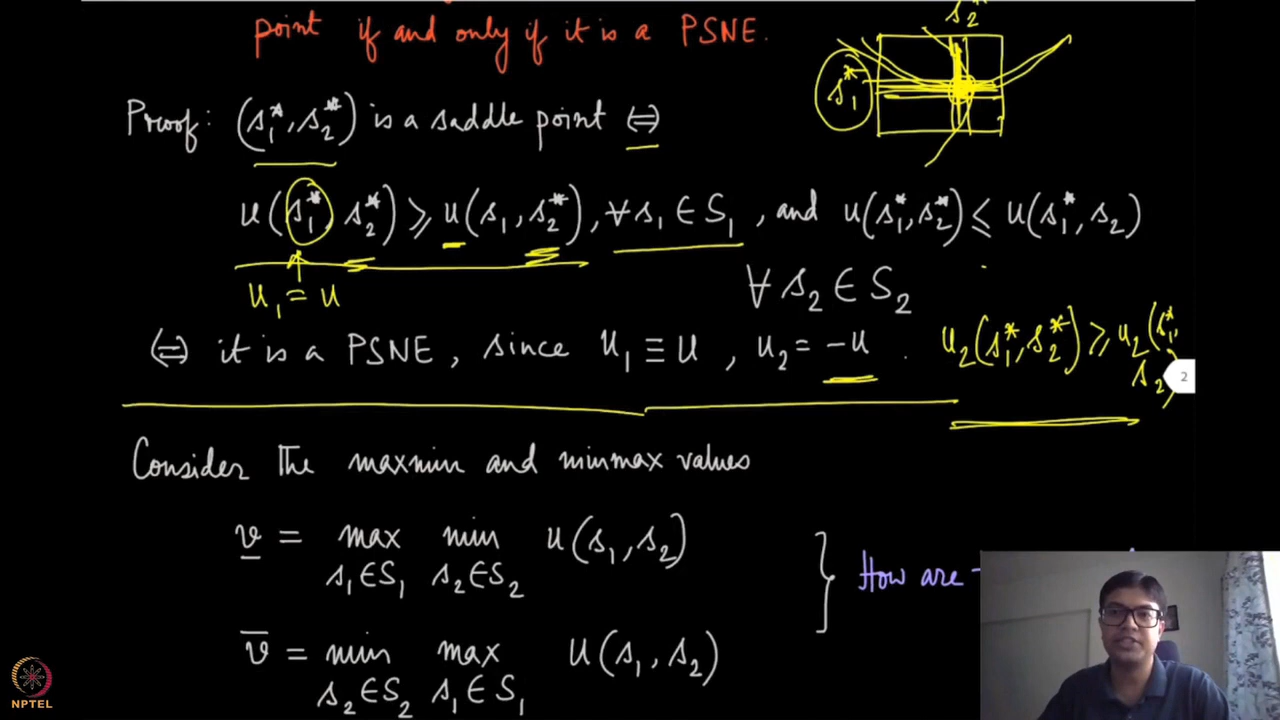 point if and only if it is a PSNE.
s₂*
s₁*
Proof: (s₁*, s₂*) is a saddle point ⇔
u(s₁*, s₂*) ⩾ u(s₁, s₂*), ∀ s₁ ∈ S₁, and u(s₁*, s₂*) ⩽ u(s₁*, s₂)
∀ s₂ ∈ S₂
u₁ = u
⇔ it is a PSNE, since u₁ ≡ u, u₂ = -u.
u₂(s₁*, s₂*) ⩾ u₂(s₁*,
s₂)
2
Consider the maxmin and minmax values
v̲ = max min u(s₁, s₂)
s₁∈S₁ s₂∈S₂
} How are
v̅ = min max u(s₁, s₂)
s₂∈S₂ s₁∈S₁
NPTEL